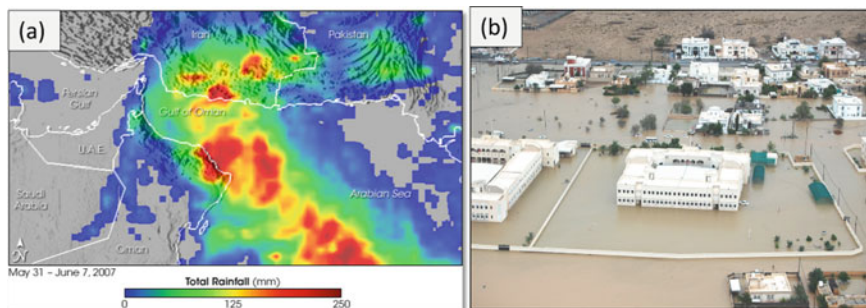 (a)
Iran
Pakistan
Persian
Gulf
Gulf of Oman
U.A.E.
Saudi
Arabia
Arabian Sea
Oman
N
May 31 – June 7, 2007
Total Rainfall (mm)
0 125 250
(b)